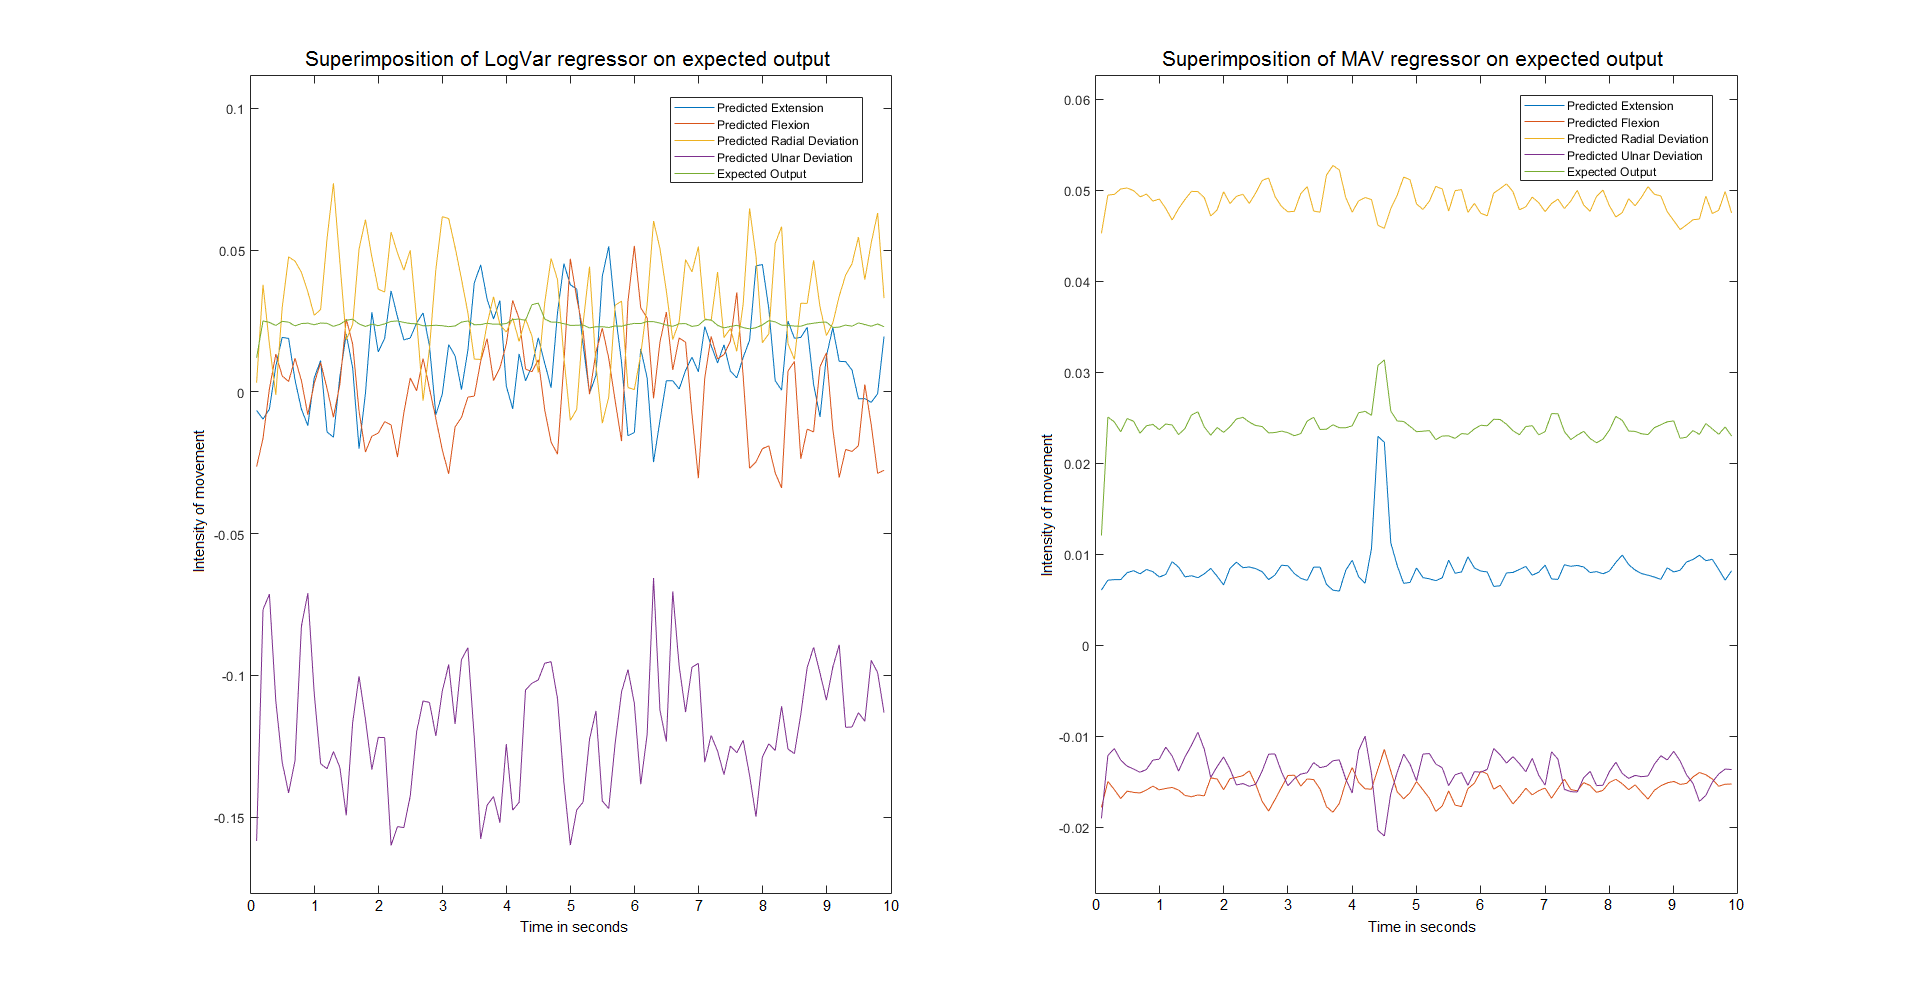 Superimposition of LogVar regressor on expected output
Predicted Extension
Predicted Flexion
Predicted Radial Deviation
Predicted Ulnar Deviation
Expected Output
0.1
0.05
0
-0.05
-0.1
-0.15
Intensity of movement
0 1 2 3 4 5 6 7 8 9 10
Time in seconds
Superimposition of MAV regressor on expected output
Predicted Extension
Predicted Flexion
Predicted Radial Deviation
Predicted Ulnar Deviation
Expected Output
0.06
0.05
0.04
0.03
0.02
0.01
0
-0.01
-0.02
Intensity of movement
0 1 2 3 4 5 6 7 8 9 10
Time in seconds